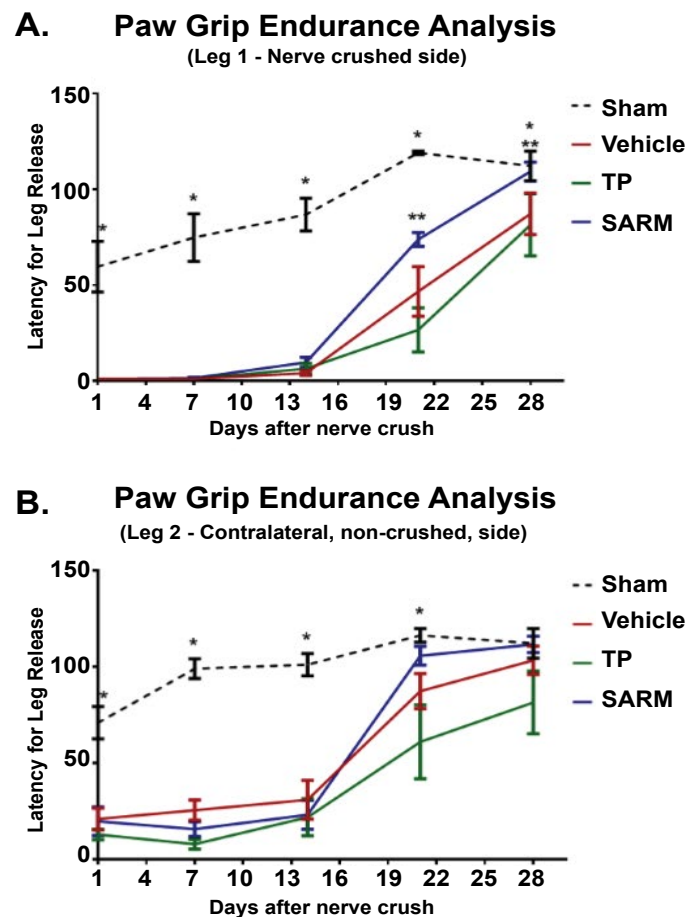 A. Paw Grip Endurance Analysis
(Leg 1 - Nerve crushed side)
Latency for Leg Release
150
100
50
0
* * * * ** * **
1 4 7 10 13 16 19 22 25 28
Days after nerve crush
Sham
Vehicle
TP
SARM
B. Paw Grip Endurance Analysis
(Leg 2 - Contralateral, non-crushed, side)
Latency for Leg Release
150
100
50
0
* * * *
1 4 7 10 13 16 19 22 25 28
Days after nerve crush
Sham
Vehicle
TP
SARM